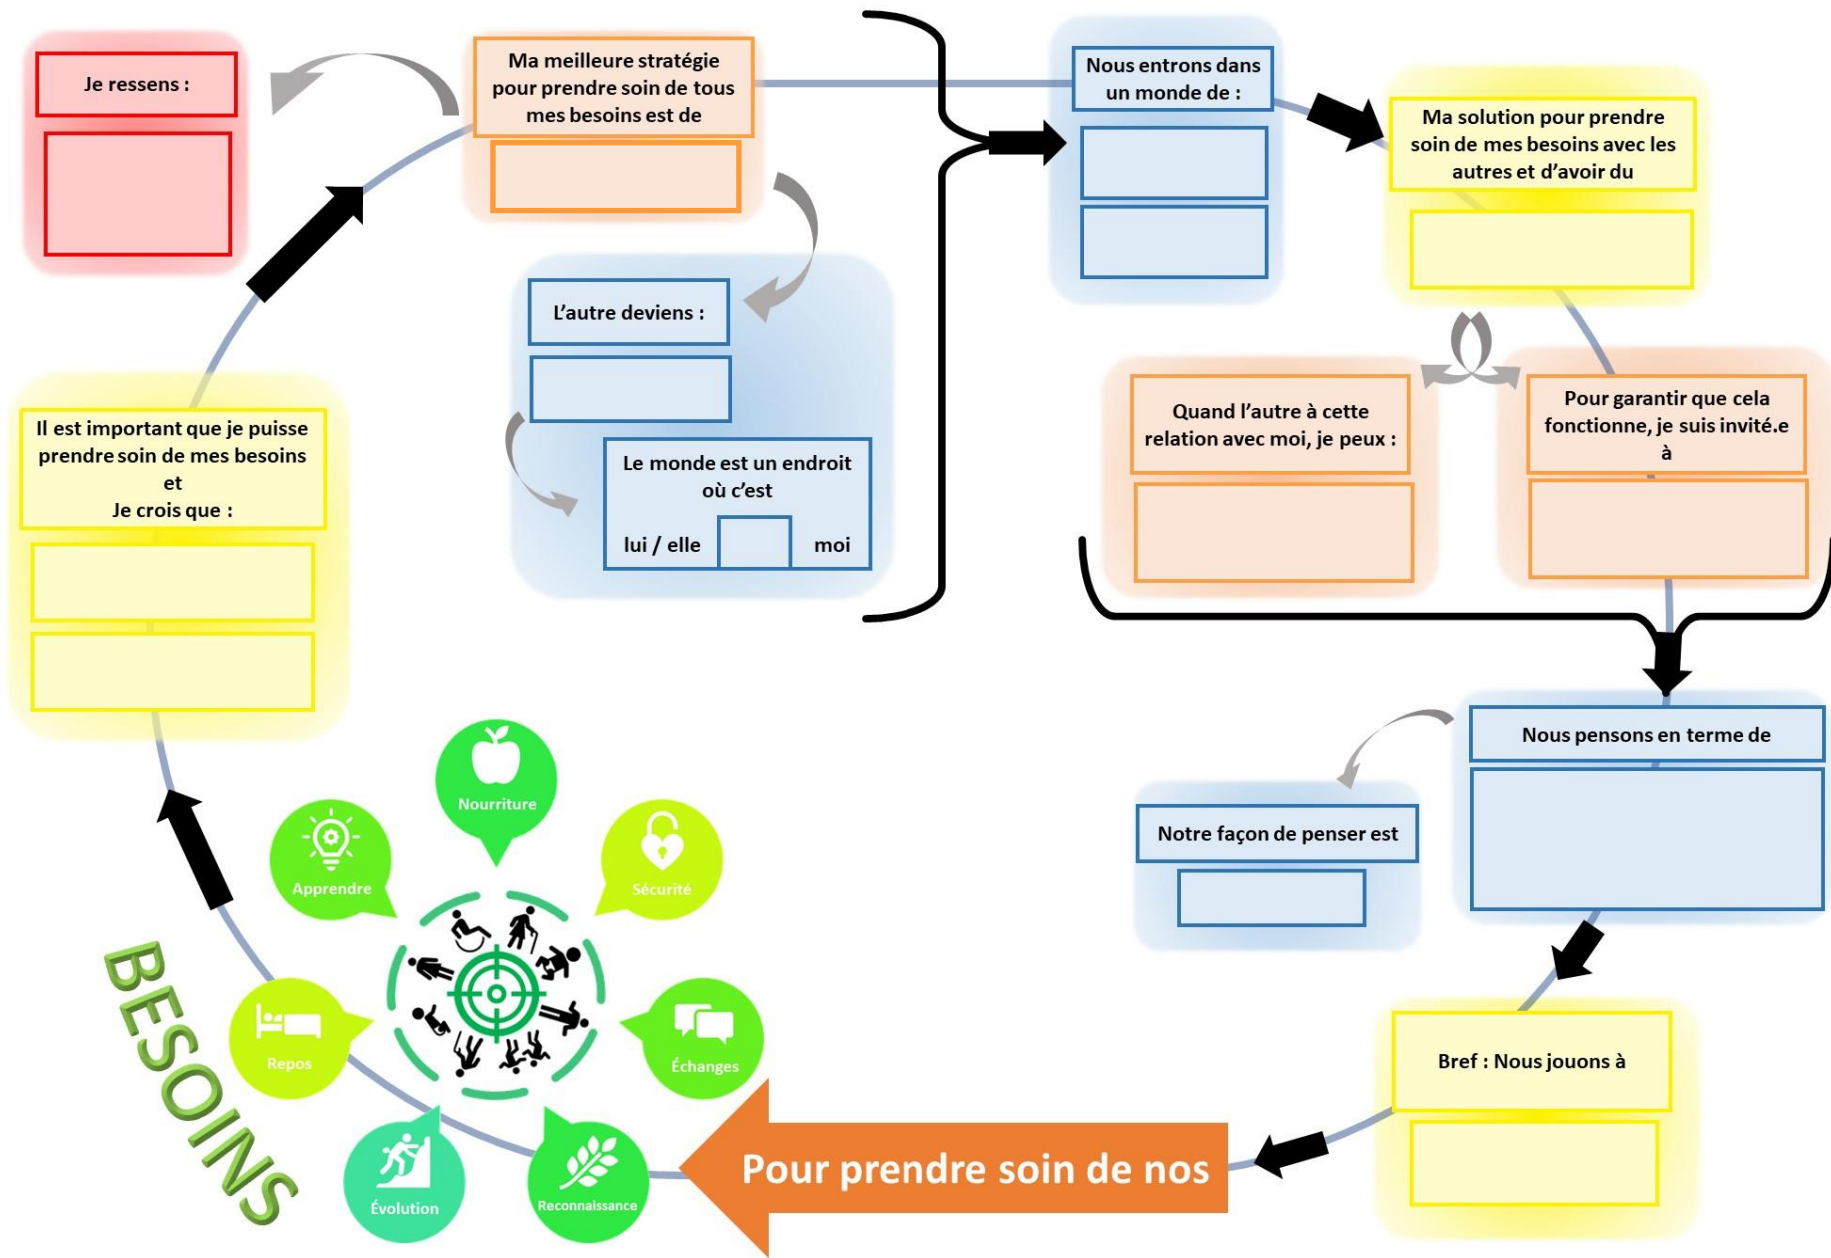 Je ressens :
Ma meilleure stratégie
pour prendre soin de tous
mes besoins est de
Nous entrons dans
un monde de :
Ma solution pour prendre
soin de mes besoins avec les
autres et d'avoir du
L'autre deviens :
Le monde est un endroit
où c'est
lui / elle
moi
Quand l'autre à cette
relation avec moi, je peux :
Pour garantir que cela
fonctionne, je suis invité.e
à
Il est important que je puisse
prendre soin de mes besoins
et
Je crois que :
Nous pensons en terme de
Notre façon de penser est
Bref : Nous jouons à
Pour prendre soin de nos
BESOINS
Nourriture
Sécurité
Échanges
Reconnaissance
Évolution
Repos
Apprendre